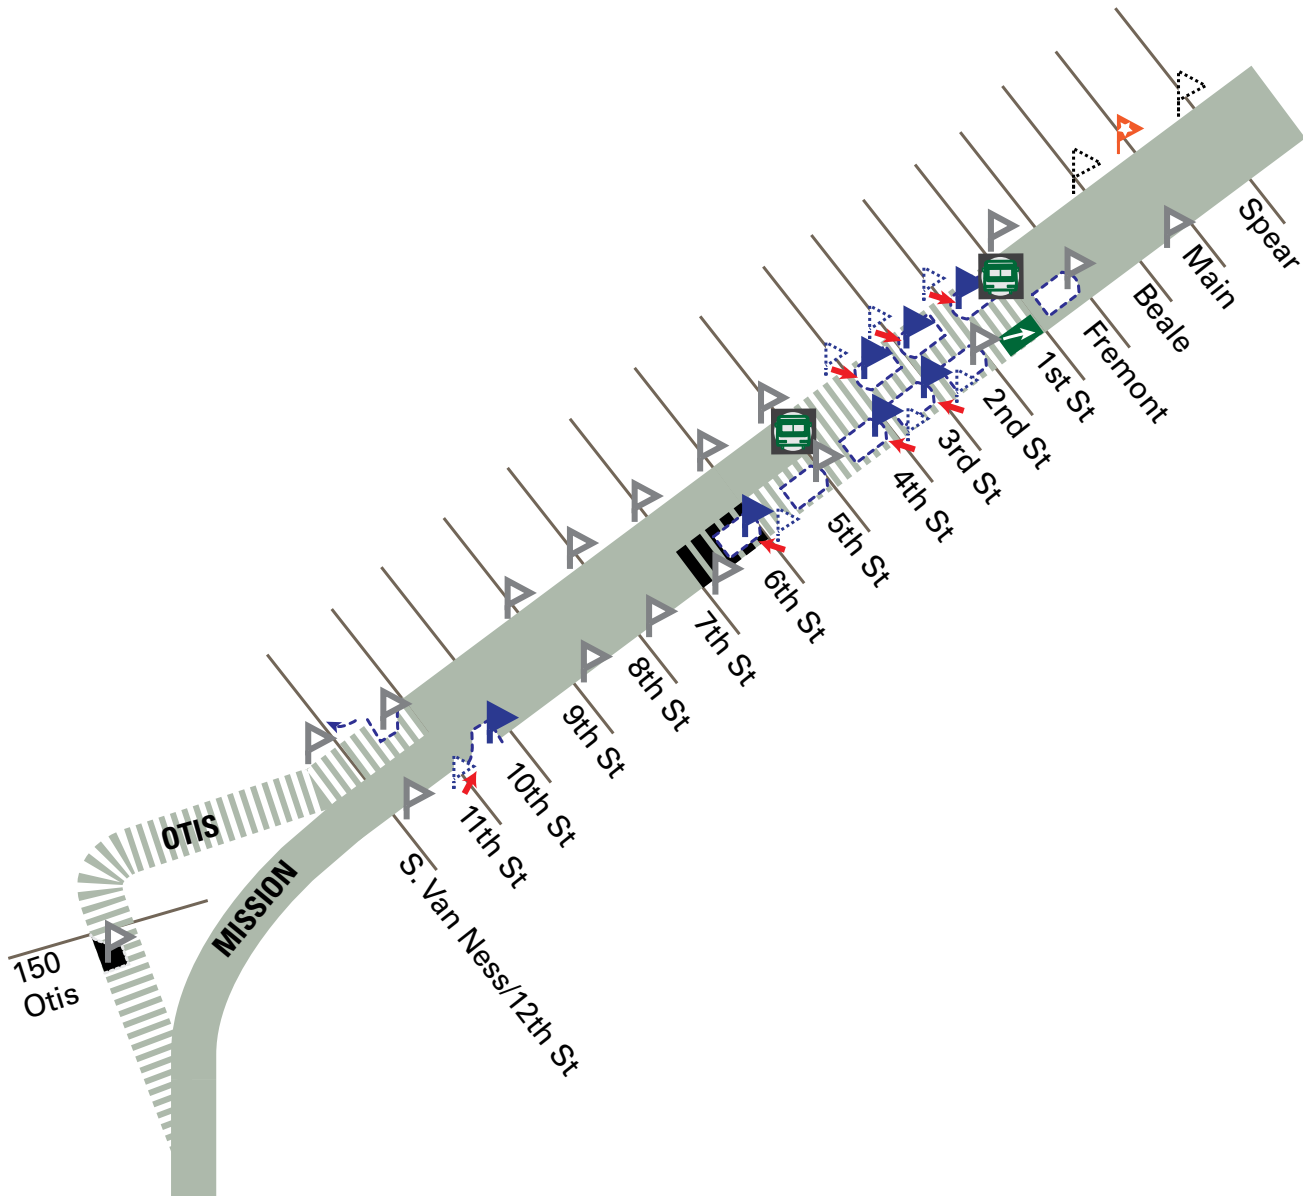 Spear
Main
Beale
Fremont
1st St
2nd St
3rd St
4th St
5th St
6th St
7th St
8th St
9th St
10th St
11th St
S. Van Ness/12th St
OTIS
MISSION
150
Otis